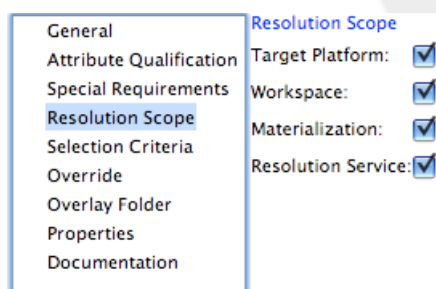 General
Attribute Qualification
Special Requirements
Resolution Scope
Selection Criteria
Override
Overlay Folder
Properties
Documentation
Resolution Scope
Target Platform:
Workspace:
Materialization:
Resolution Service: